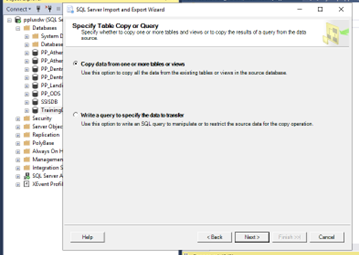 Connect
SQL Server Import and Export Wizard
Specify Table Copy or Query
Specify whether to copy one or more tables and views or to copy the results of a query from the data
source.
Databases
System D
Database
PP_Ather
PP_Ather
PP_Dentr
PP_Dentr
PP_Landi
PP_ODS
SSISDB
Training
Security
Server Objec
Replication
PolyBase
Always On H
Managemen
Integration S
SQL Server A
XEvent Profil
Copy data from one or more tables or views
Use this option to copy all the data from the existing tables or views in the source database.
Write a query to specify the data to transfer
Use this option to write an SQL query to manipulate or to restrict the source data for the copy operation.
Help
< Back
Next >
Finish >>|
Cancel